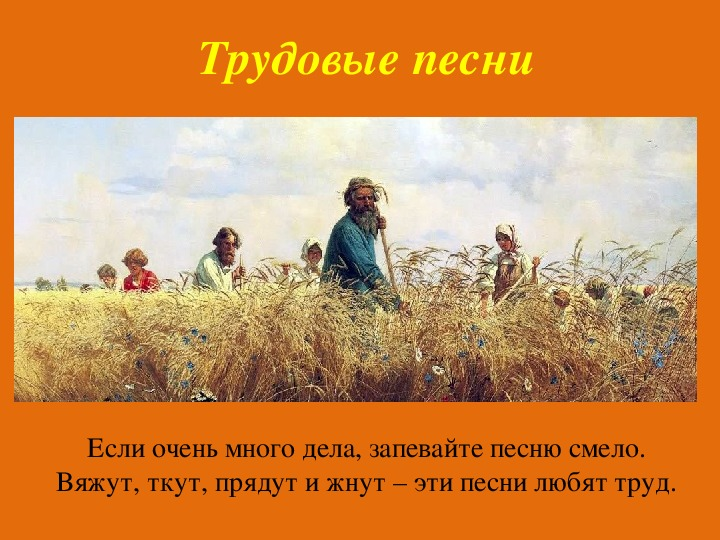 Трудовые песни
Если очень много дела, запевайте песню смело.
Вяжут, ткут, прядут и жнут – эти песни любят труд.